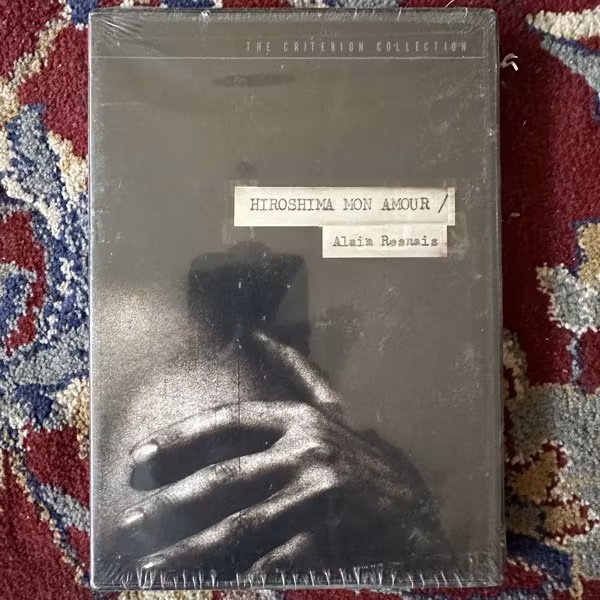 THE CRITERION COLLECTION
HIROSHIMA MON AMOUR /
Alain Resnais